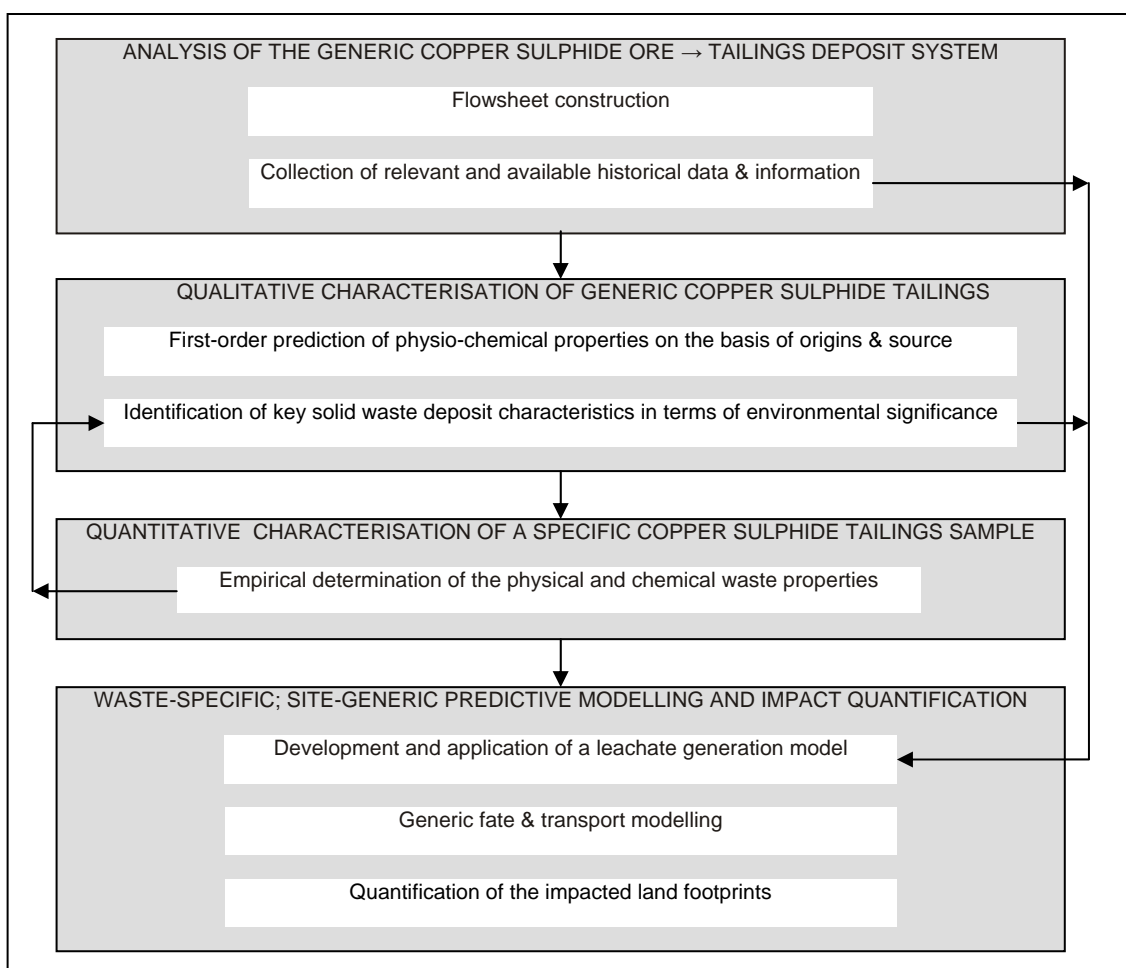 ANALYSIS OF THE GENERIC COPPER SULPHIDE ORE → TAILINGS DEPOSIT SYSTEM
Flowsheet construction
Collection of relevant and available historical data & information
QUALITATIVE CHARACTERISATION OF GENERIC COPPER SULPHIDE TAILINGS
First-order prediction of physio-chemical properties on the basis of origins & source
Identification of key solid waste deposit characteristics in terms of environmental significance
QUANTITATIVE CHARACTERISATION OF A SPECIFIC COPPER SULPHIDE TAILINGS SAMPLE
Empirical determination of the physical and chemical waste properties
WASTE-SPECIFIC; SITE-GENERIC PREDICTIVE MODELLING AND IMPACT QUANTIFICATION
Development and application of a leachate generation model
Generic fate & transport modelling
Quantification of the impacted land footprints